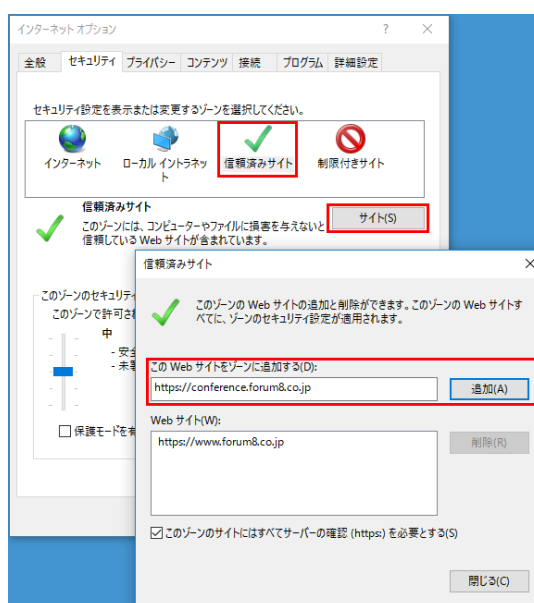 インターネット オプション
?
全般 セキュリティ プライバシー コンテンツ 接続 プログラム 詳細設定
セキュリティ設定を表示または変更するゾーンを選択してください。
インターネット
ローカル イントラネット
信頼済みサイト
制限付きサイト
信頼済みサイト
このゾーンには、コンピューターやファイルに損害を与えないと
信頼している Web サイトが含まれています。
サイト(S)
このゾーンのセキュリティ
このゾーンで許可さ
中
- 安全
- 未署
保護モードを有
信頼済みサイト
このゾーンの Web サイトの追加と削除ができます。このゾーンの Web サイトす
べてに、ゾーンのセキュリティ設定が適用されます。
この Web サイトをゾーンに追加する(D):
https://conference.forum8.co.jp
追加(A)
Web サイト(W):
https://www.forum8.co.jp
削除(R)
このゾーンのサイトにはすべてサーバーの確認 (https:) を必要とする(S)
閉じる(C)